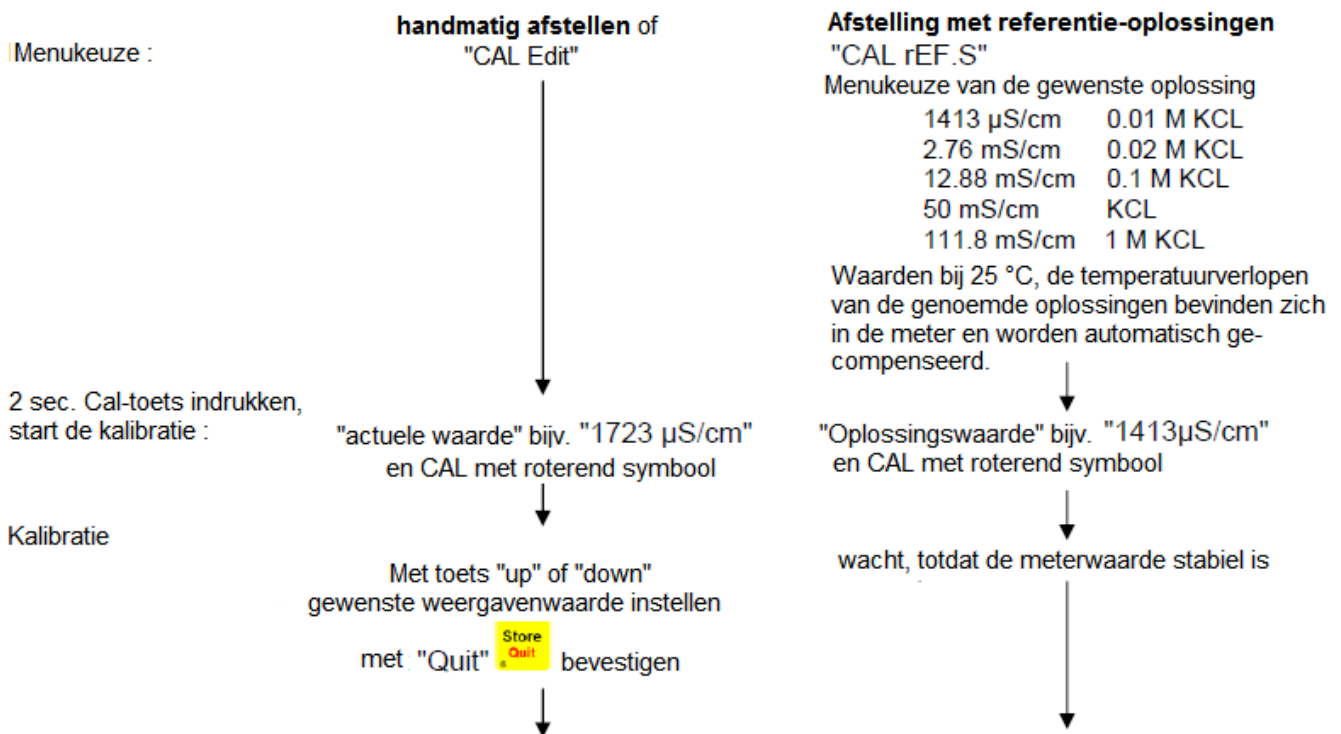 Menukeuze :
handmatig afstellen of
"CAL Edit"
Afstelling met referentie-oplossingen
"CAL rEF.S"
Menukeuze van de gewenste oplossing
1413 µS/cm 0.01 M KCL
2.76 mS/cm 0.02 M KCL
12.88 mS/cm 0.1 M KCL
50 mS/cm KCL
111.8 mS/cm 1 M KCL
Waarden bij 25 °C, de temperatuurverlopen
van de genoemde oplossingen bevinden zich
in de meter en worden automatisch ge-
compenseerd.
2 sec. Cal-toets indrukken,
start de kalibratie :
"actuele waarde" bijv. "1723 µS/cm"
en CAL met roterend symbool
"Oplossingswaarde" bijv. "1413µS/cm"
en CAL met roterend symbool
Kalibratie
Met toets "up" of "down"
gewenste weergavenwaarde instellen
met "Quit" Store Quit bevestigen
wacht, totdat de meterwaarde stabiel is